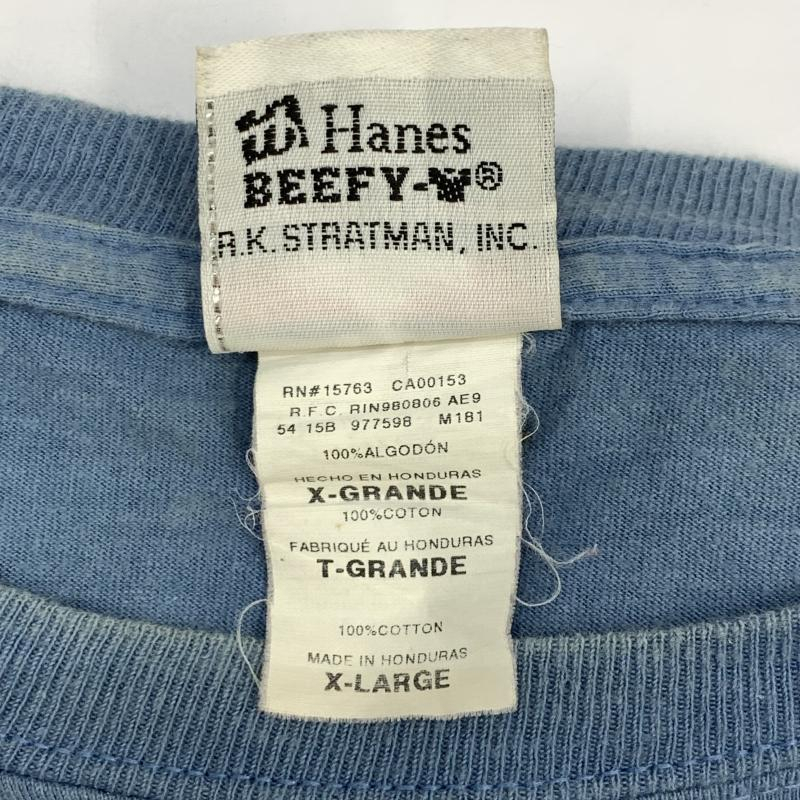 Hanes
BEEFY-T®
R.K. STRATMAN, INC.
RN#15763 CA00153
R.F.C. RIN980806 AE9
54 15B 977598 M181
100%ALGODÓN
HECHO EN HONDURAS
X-GRANDE
100%COTON
FABRIQUÉ AU HONDURAS
T-GRANDE
100%COTTON
MADE IN HONDURAS
X-LARGE